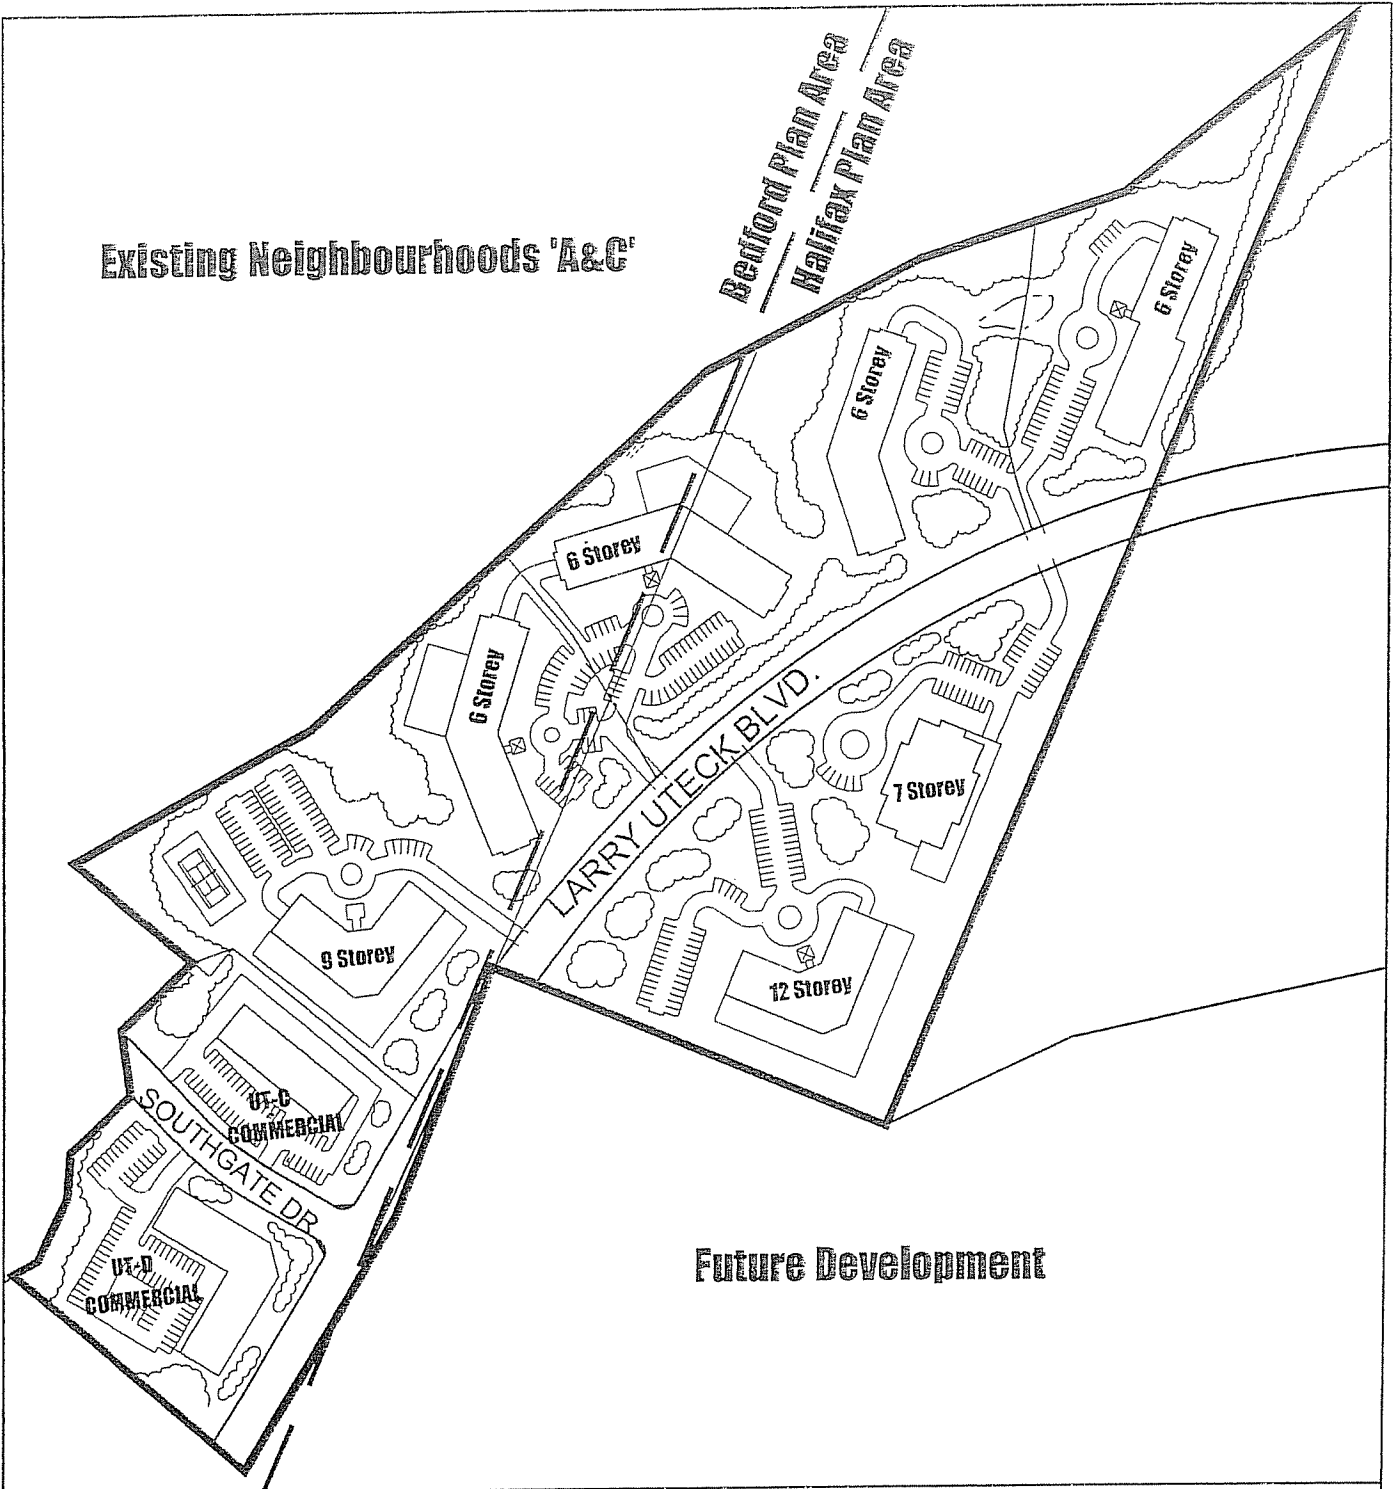 Bedford Plan Area
Halifax Plan Area
Existing Neighbourhoods 'A&C'
6 Storey
6 Storey
6 Storey
6 Storey
LARRY UTECK BLVD.
7 Storey
9 Storey
12 Storey
UT-C
COMMERCIAL
SOUTHGATE DR
UT-D
COMMERCIAL
Future Development